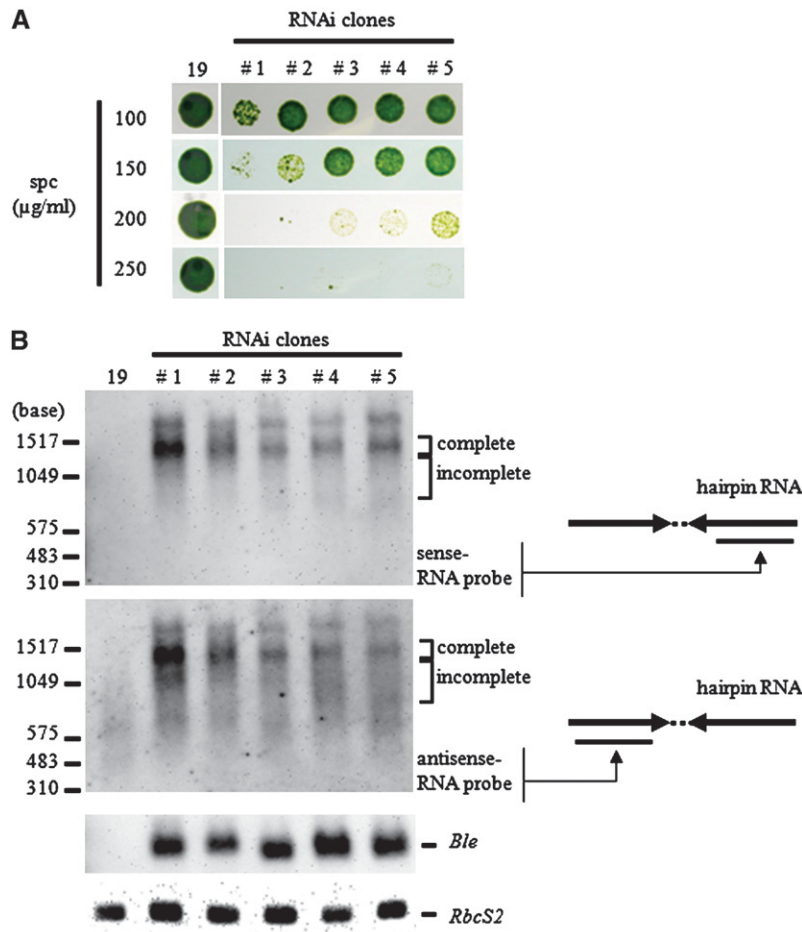 A
RNAi clones
19 # 1 # 2 # 3 # 4 # 5
spc
(µg/ml)
100
150
200
250
B
RNAi clones
19 # 1 # 2 # 3 # 4 # 5
(base)
1517
1049
575
483
310
complete
incomplete
sense-
RNA probe
hairpin RNA
1517
1049
575
483
310
complete
incomplete
antisense-
RNA probe
hairpin RNA
Ble
RbcS2